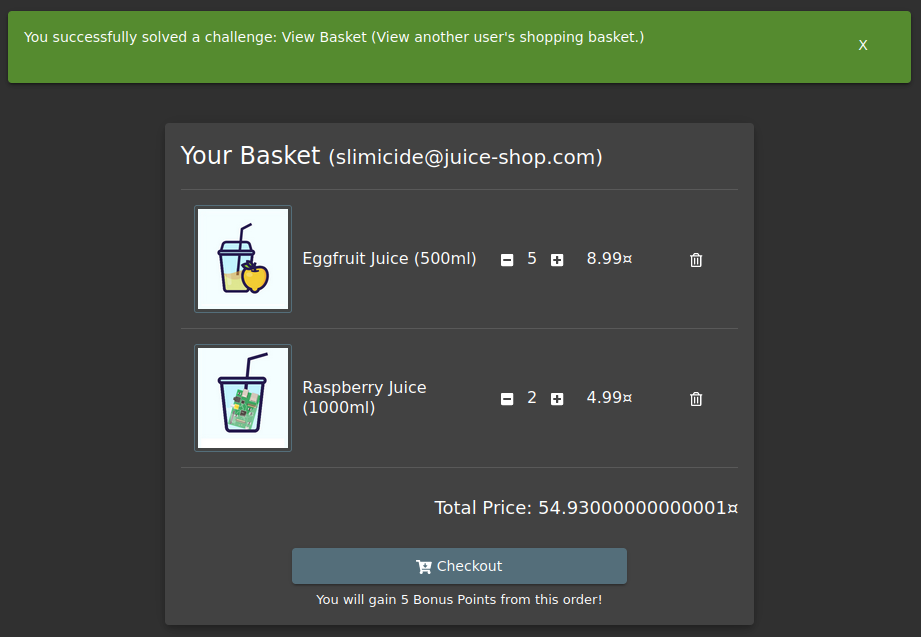 You successfully solved a challenge: View Basket (View another user's shopping basket.)
X
Your Basket (slimicide@juice-shop.com)
Eggfruit Juice (500ml) 5 8.99¤
Raspberry Juice
(1000ml) 2 4.99¤
Total Price: 54.93000000000001¤
Checkout
You will gain 5 Bonus Points from this order!